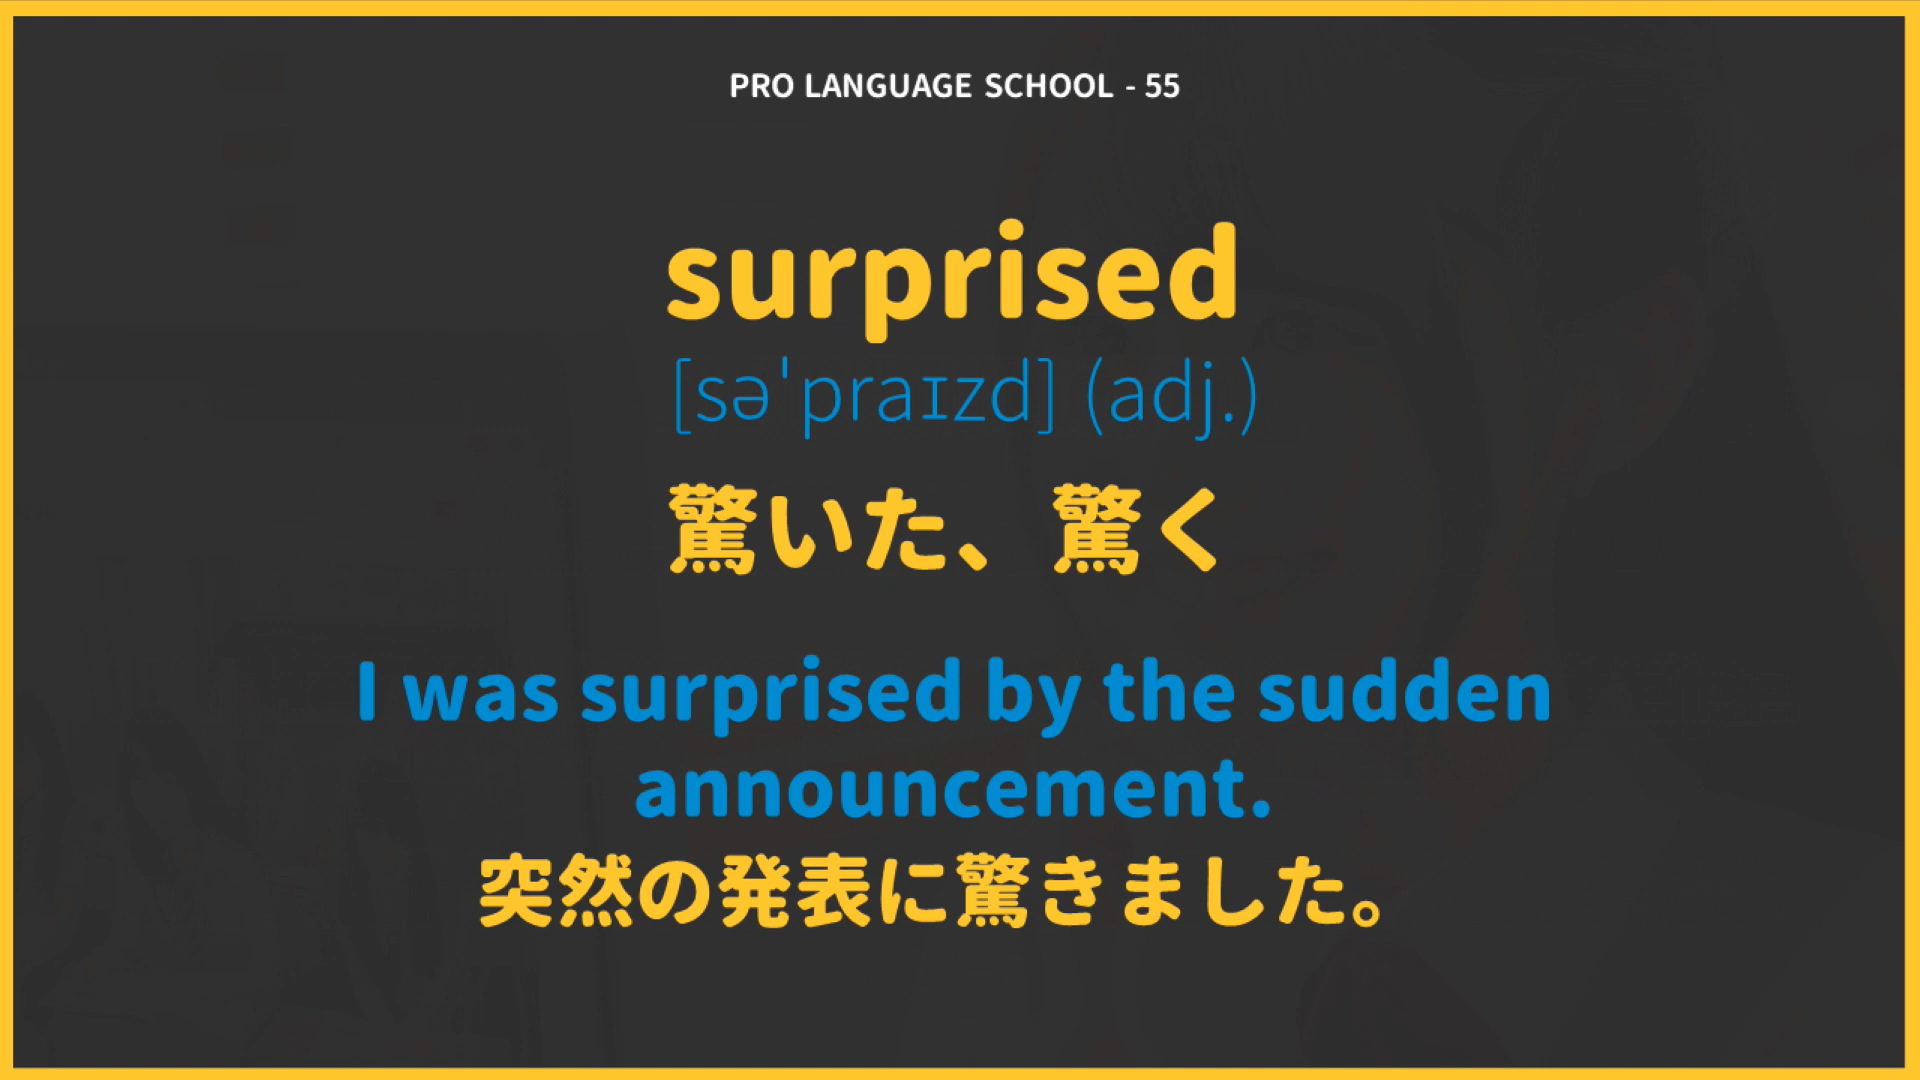 PRO LANGUAGE SCHOOL - 55
surprised
[səˈpraɪzd] (adj.)
驚いた、驚く
I was surprised by the sudden
announcement.
突然の発表に驚きました。